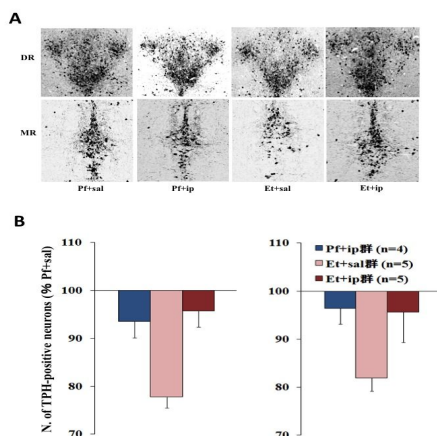 A
DR
MR
Pf+sal
Pf+ip
Et+sal
Et+ip
B
N. of TPH-positive neurons (% Pf+sal)
110
100
90
80
70
110
100
90
80
70
Pf+ip群 (n=4)
Et+sal群 (n=5)
Et+ip群 (n=5)